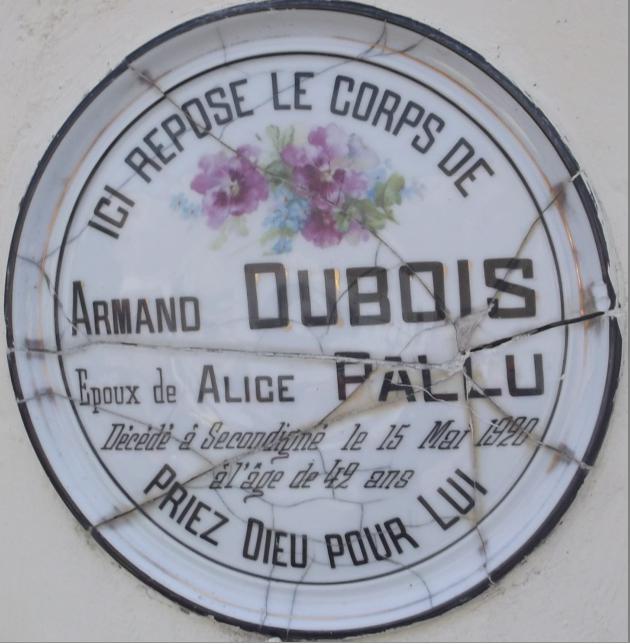 ICI REPOSE LE CORPS DE
ARMAND DUBOIS
Epoux de ALICE BALLU
Décédé à Secondigné le 15 Mai 1920
à l'âge de 42 ans
PRIEZ DIEU POUR LUI